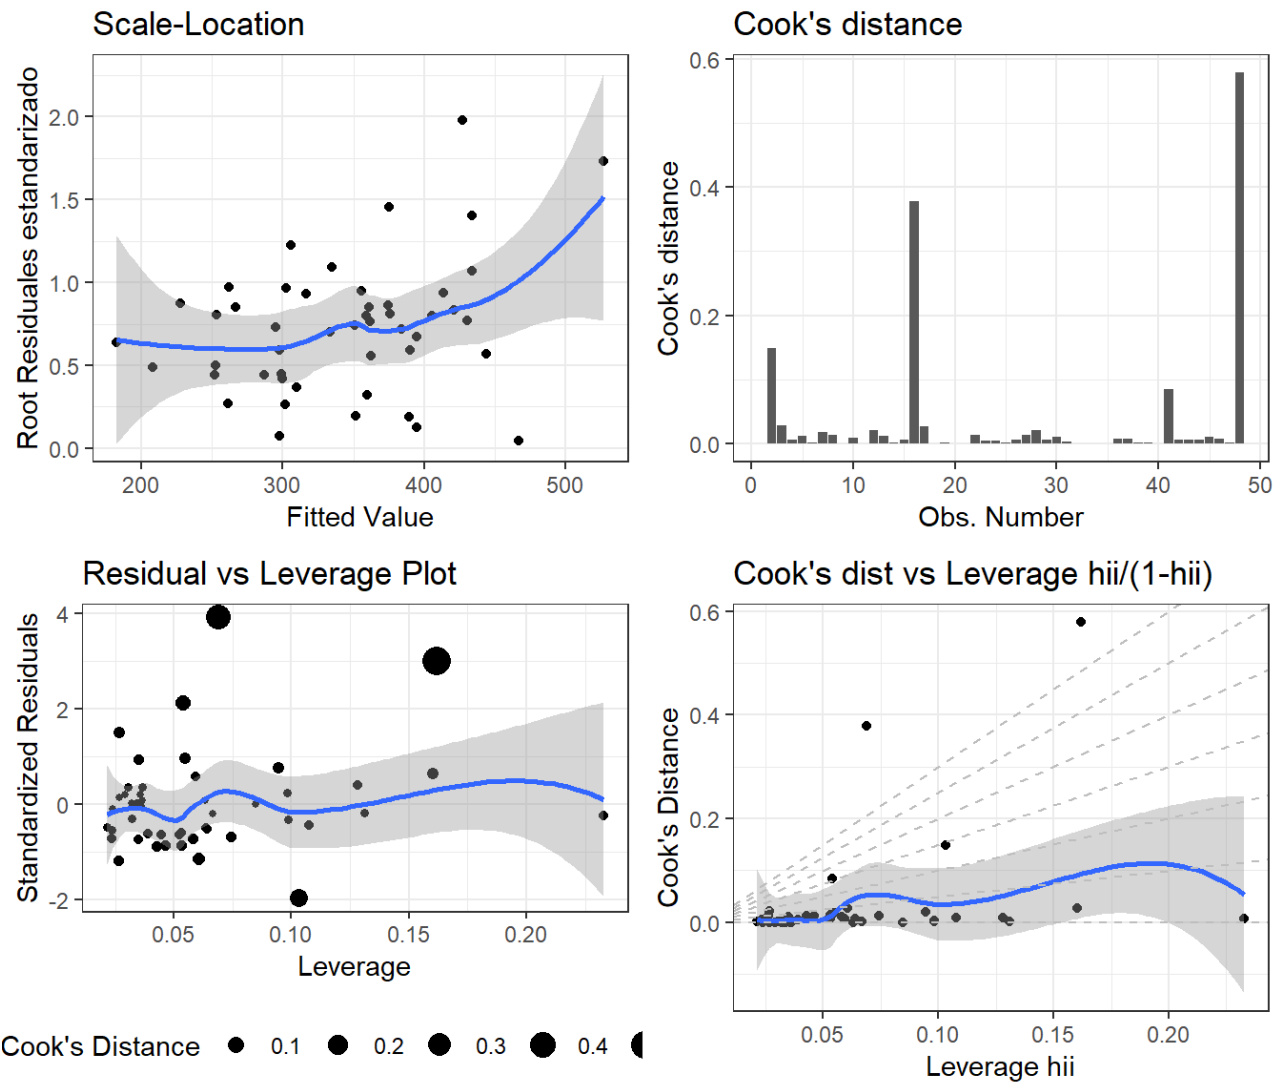 Scale-Location
Root Residuales estandarizado
2.0
1.5
1.0
0.5
0.0
200 300 400 500
Fitted Value
Cook's distance
Cook's distance
0.6
0.4
0.2
0.0
0 10 20 30 40 50
Obs. Number
Residual vs Leverage Plot
Standardized Residuals
4
2
0
-2
0.05 0.10 0.15 0.20
Leverage
Cook's Distance 0.1 0.2 0.3 0.4
Cook's dist vs Leverage hii/(1-hii)
Cook's Distance
0.6
0.4
0.2
0.0
0.05 0.10 0.15 0.20
Leverage hii